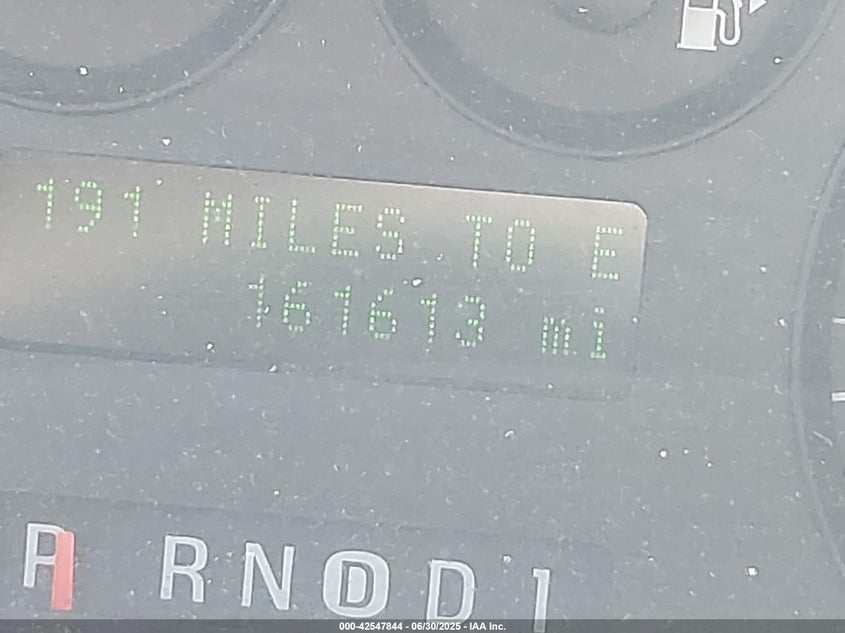 191 MILES TO E
161613 mi
P R N D D 1
000-42547844 - 06/30/2025 - IAA Inc.